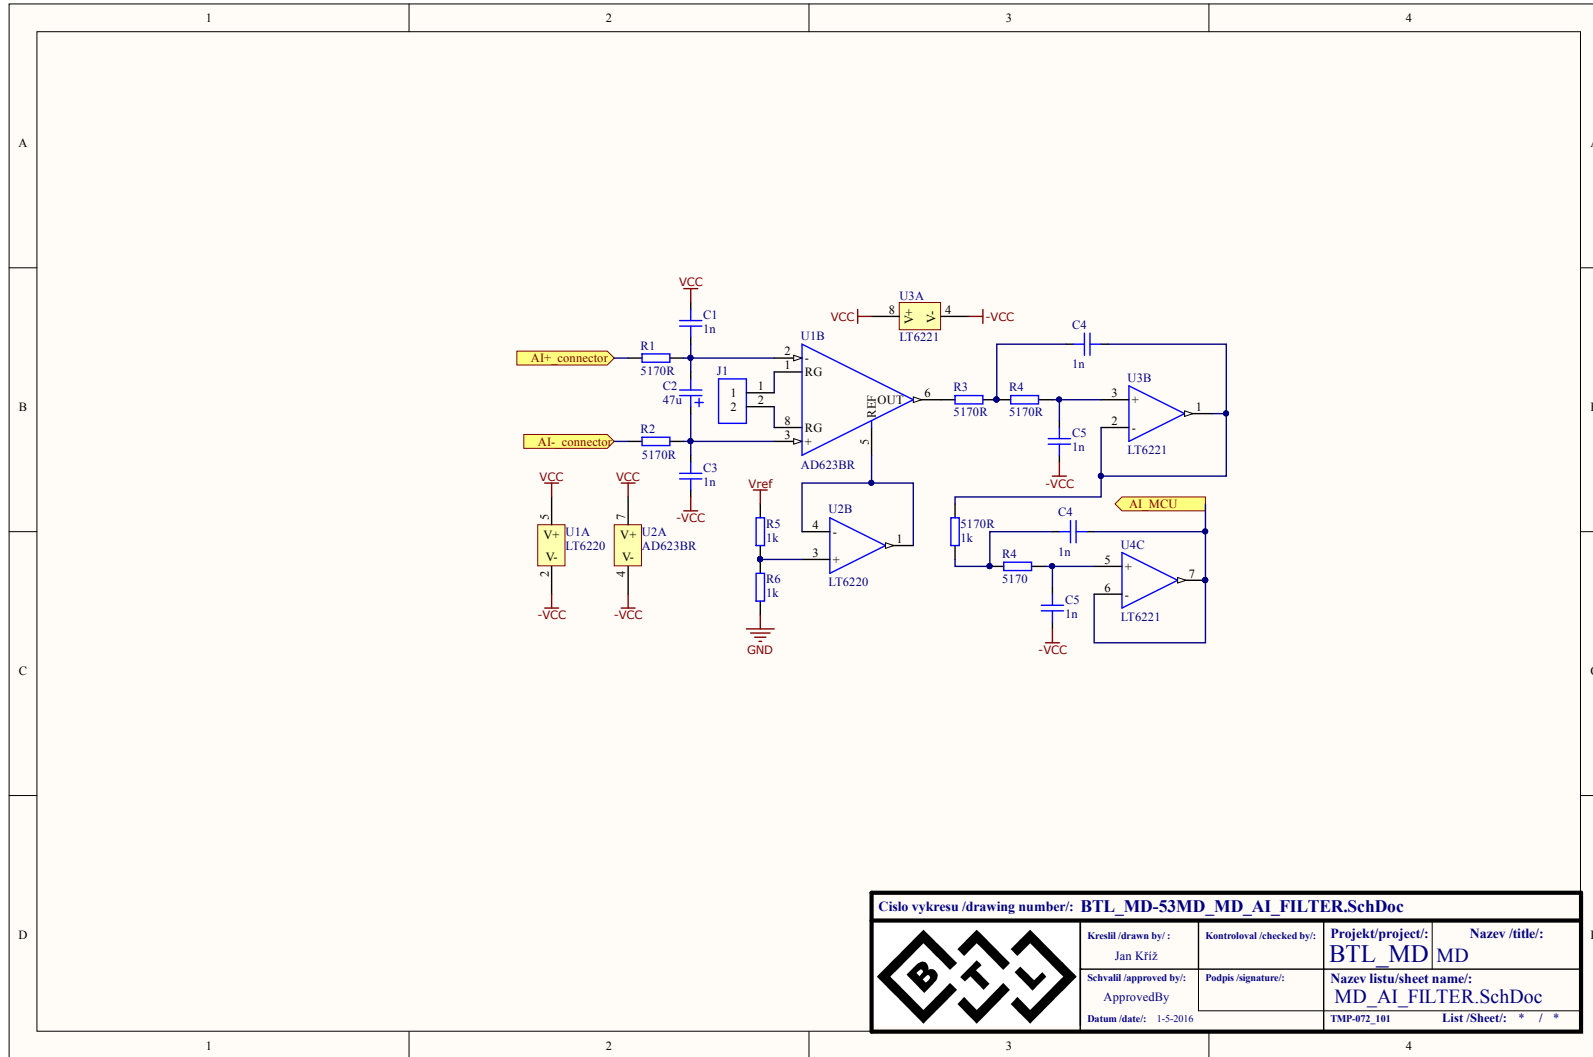 1 2 3 4
A A
VCC
C1
1n
AI+_connector
R1
5170R
C2
47u
+
AI-_connector
R2
5170R
C3
1n
-VCC
J1
1 1
2 2
U1B
2 -
1 RG
8 RG
3 +
REF
OUT 6
5
AD623BR
U3A
VCC 8 V+ V- 4 -VCC
LT6221
R3
5170R
R4
5170R
C4
1n
C5
1n
-VCC
U3B
3 +
2 -
1
LT6221
B B
VCC
5
V+
V-
2
U1A
LT6220
-VCC
VCC
7
V+
V-
4
U2A
AD623BR
-VCC
Vref
R5
1k
R6
1k
GND
U2B
4 -
3 +
1
LT6220
AI_MCU
5170R
1k
C4
1n
R4
5170
C5
1n
-VCC
U4C
5 +
6 -
7
LT6221
C C
D D
Cislo vykresu /drawing number/: BTL_MD-53MD_MD_AI_FILTER.SchDoc
BTL
Kreslil /drawn by/ :
Jan Kříž
Kontroloval /checked by/:
Projekt/project/:
BTL_MD
Nazev /title/:
MD
Schvalil /approved by/:
ApprovedBy
Podpis /signature/:
Nazev listu/sheet name/:
MD_AI_FILTER.SchDoc
Datum /date/: 1-5-2016
TMP-072_101
List /Sheet/: * / *
1 2 3 4